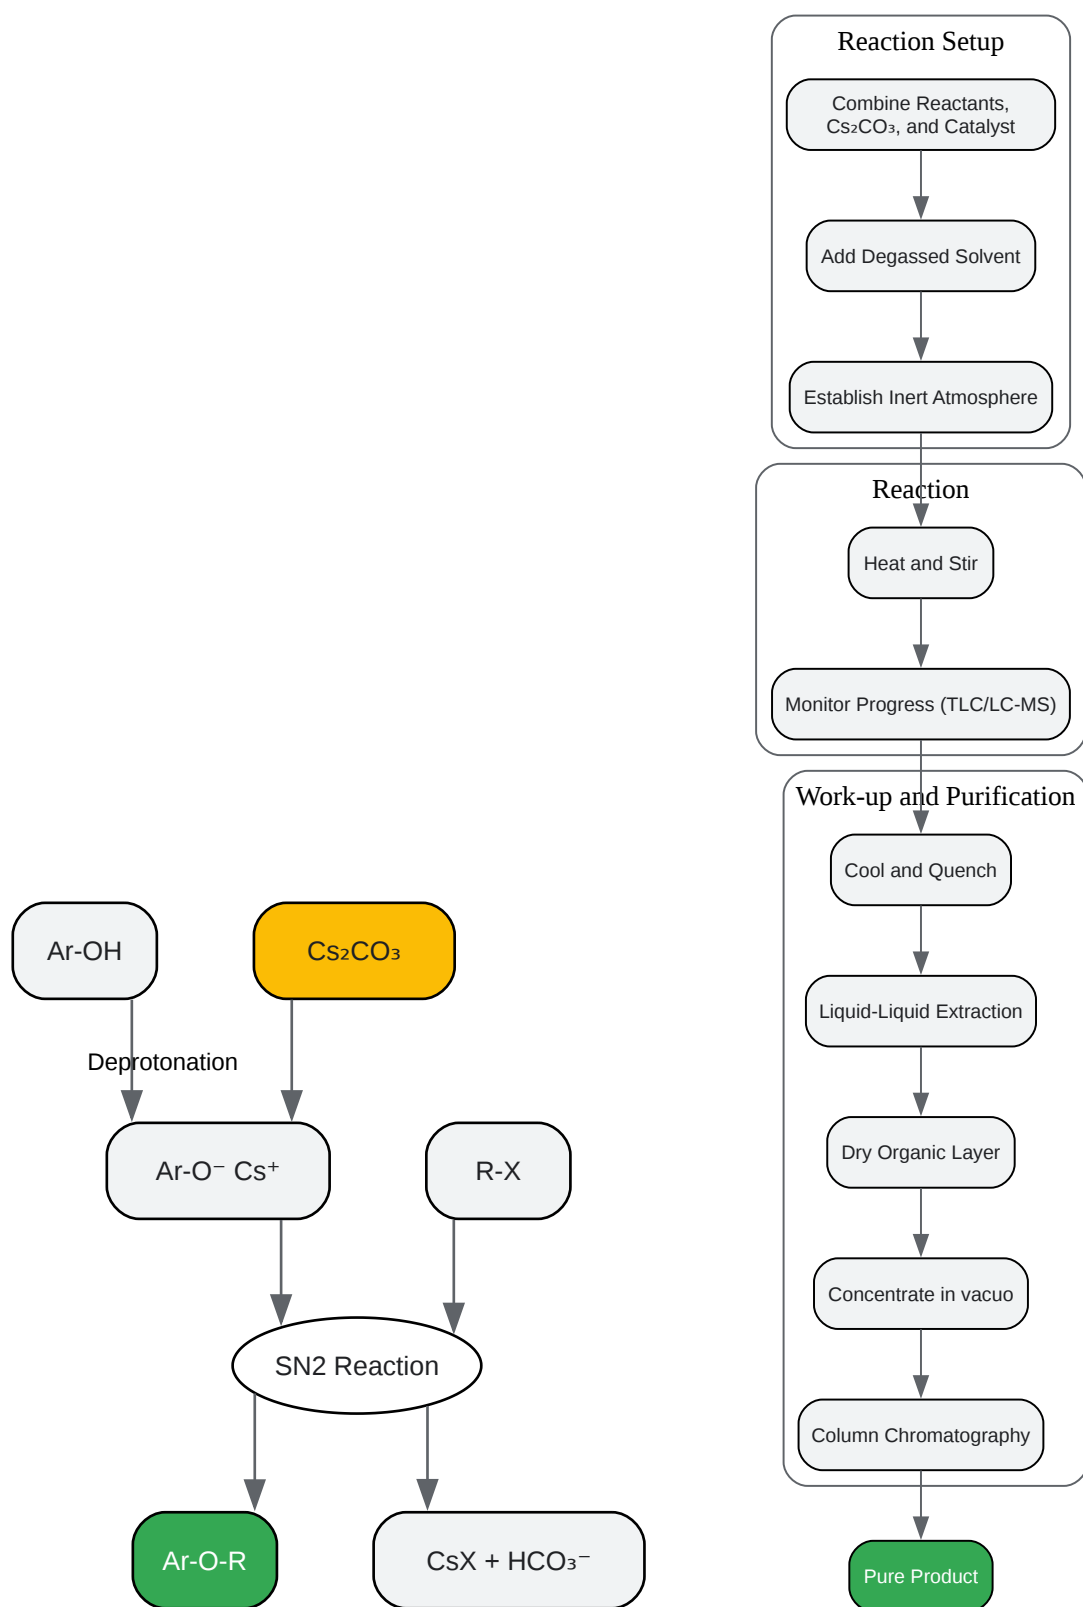 Reaction Setup
Combine Reactants,
Cs₂CO₃, and Catalyst
Add Degassed Solvent
Establish Inert Atmosphere
Reaction
Heat and Stir
Monitor Progress (TLC/LC-MS)
Work-up and Purification
Cool and Quench
Liquid-Liquid Extraction
Dry Organic Layer
Concentrate in vacuo
Column Chromatography
Pure Product
Ar-OH
Cs₂CO₃
Deprotonation
Ar-O⁻ Cs⁺
R-X
SN2 Reaction
Ar-O-R
CsX + HCO₃⁻